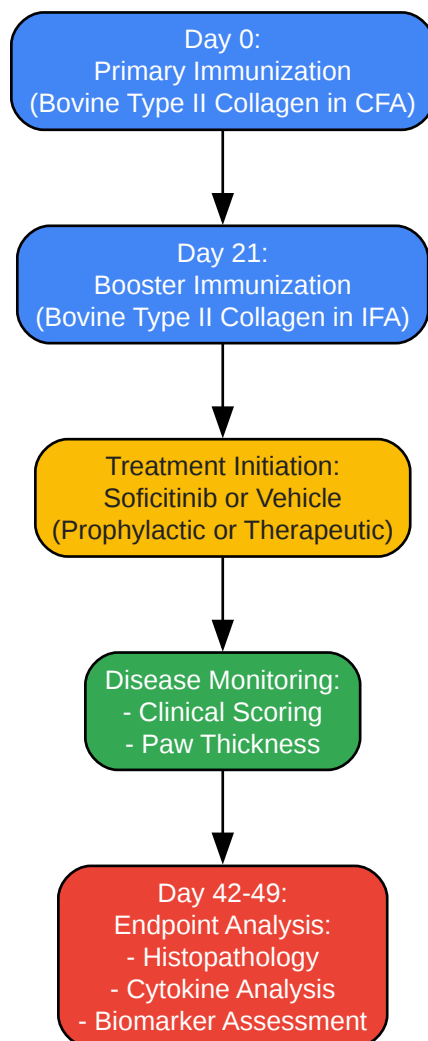 Day 0:
Primary Immunization
(Bovine Type II Collagen in CFA)
Day 21:
Booster Immunization
(Bovine Type II Collagen in IFA)
Treatment Initiation:
Soficitinib or Vehicle
(Prophylactic or Therapeutic)
Disease Monitoring:
- Clinical Scoring
- Paw Thickness
Day 42-49:
Endpoint Analysis:
- Histopathology
- Cytokine Analysis
- Biomarker Assessment